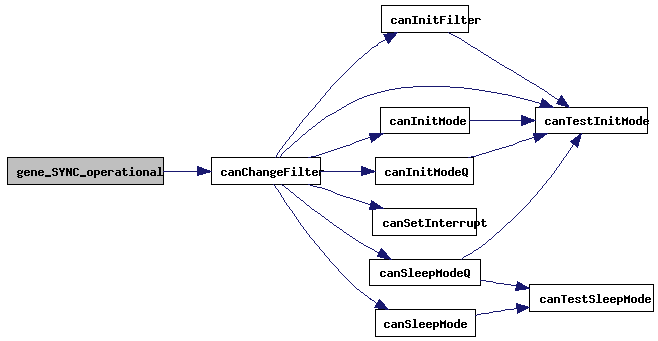 gene_SYNC_operational
canChangeFilter
canInitFilter
canInitMode
canInitModeQ
canSetInterrupt
canSleepModeQ
canSleepMode
canTestInitMode
canTestSleepMode